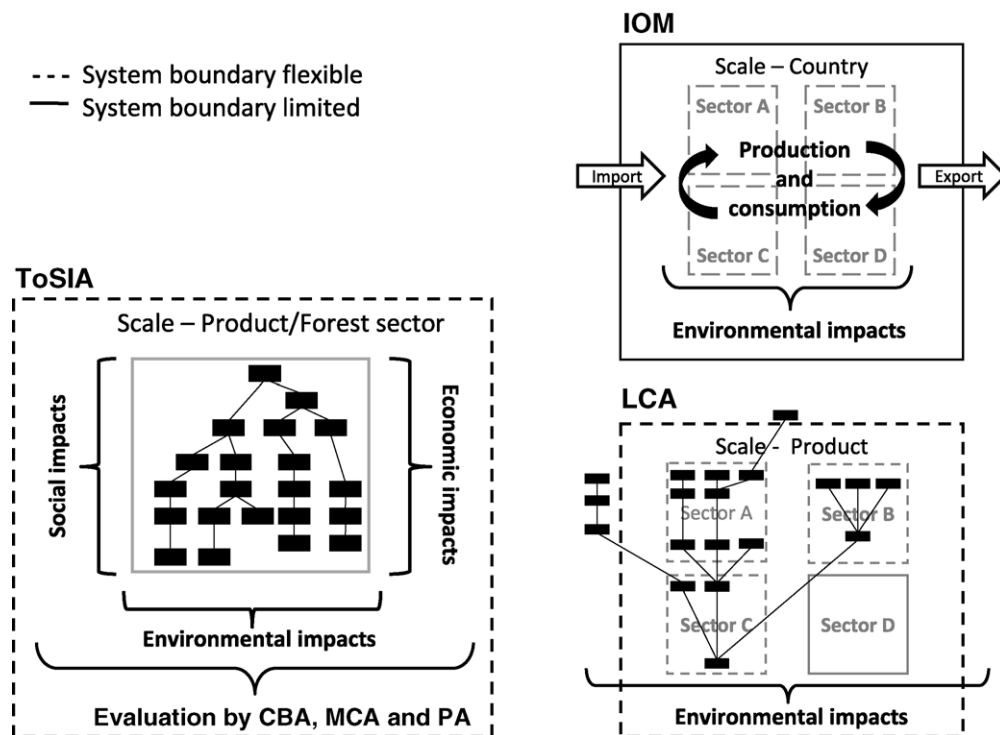 System boundary flexible
System boundary limited
IOM
Scale – Country
Sector A
Sector B
Import
Production
and
consumption
Export
Sector C
Sector D
Environmental impacts
ToSIA
Scale – Product/Forest sector
Social impacts
Economic impacts
Environmental impacts
Evaluation by CBA, MCA and PA
LCA
Scale - Product
Sector A
Sector B
Sector C
Sector D
Environmental impacts